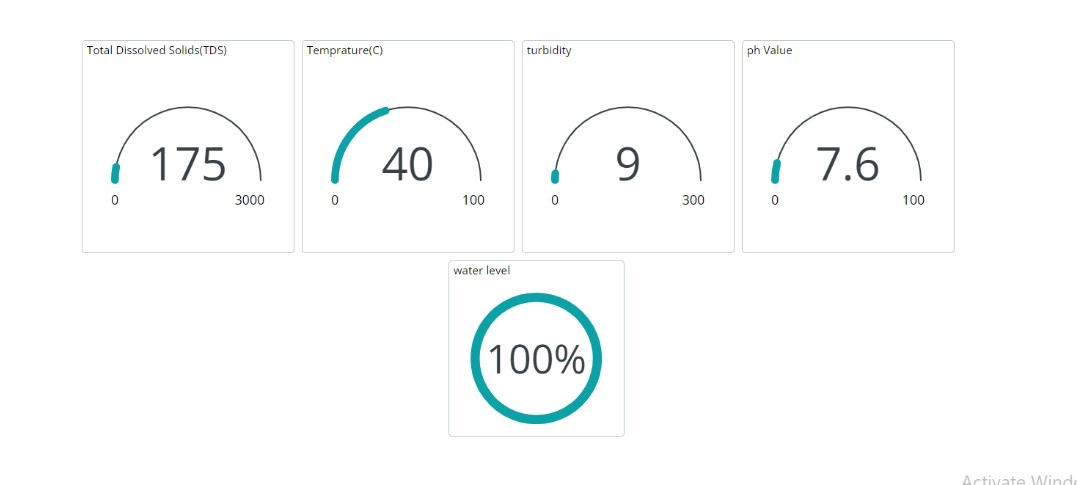 Total Dissolved Solids(TDS)
175
0 3000
Temprature(C)
40
0 100
turbidity
9
0 300
ph Value
7.6
0 100
water level
100%
Activate Wind